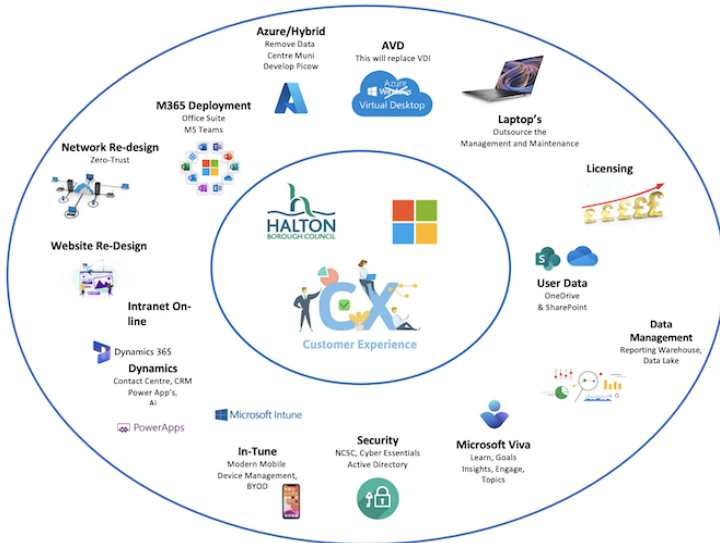 Azure/Hybrid
Remove Data
Centre Muni
Develop Picow
AVD
This will replace VDI
Azure
Windows
Virtual Desktop
Laptop's
Outsource the
Management and Maintenance
M365 Deployment
Office Suite
MS Teams
Network Re-design
Zero-Trust
Licensing
£££££
HALTON
BOROUGH COUNCIL
Website Re-Design
User Data
OneDrive
& SharePoint
CX
Customer Experience
Intranet On-
line
Data
Management
Reporting Warehouse,
Data Lake
Dynamics 365
Dynamics
Contact Centre, CRM
Power App's,
Ai
PowerApps
Microsoft Intune
In-Tune
Modern Mobile
Device Management,
BYOD
Security
NCSC, Cyber Essentials
Active Directory
Microsoft Viva
Learn, Goals
Insights, Engage,
Topics